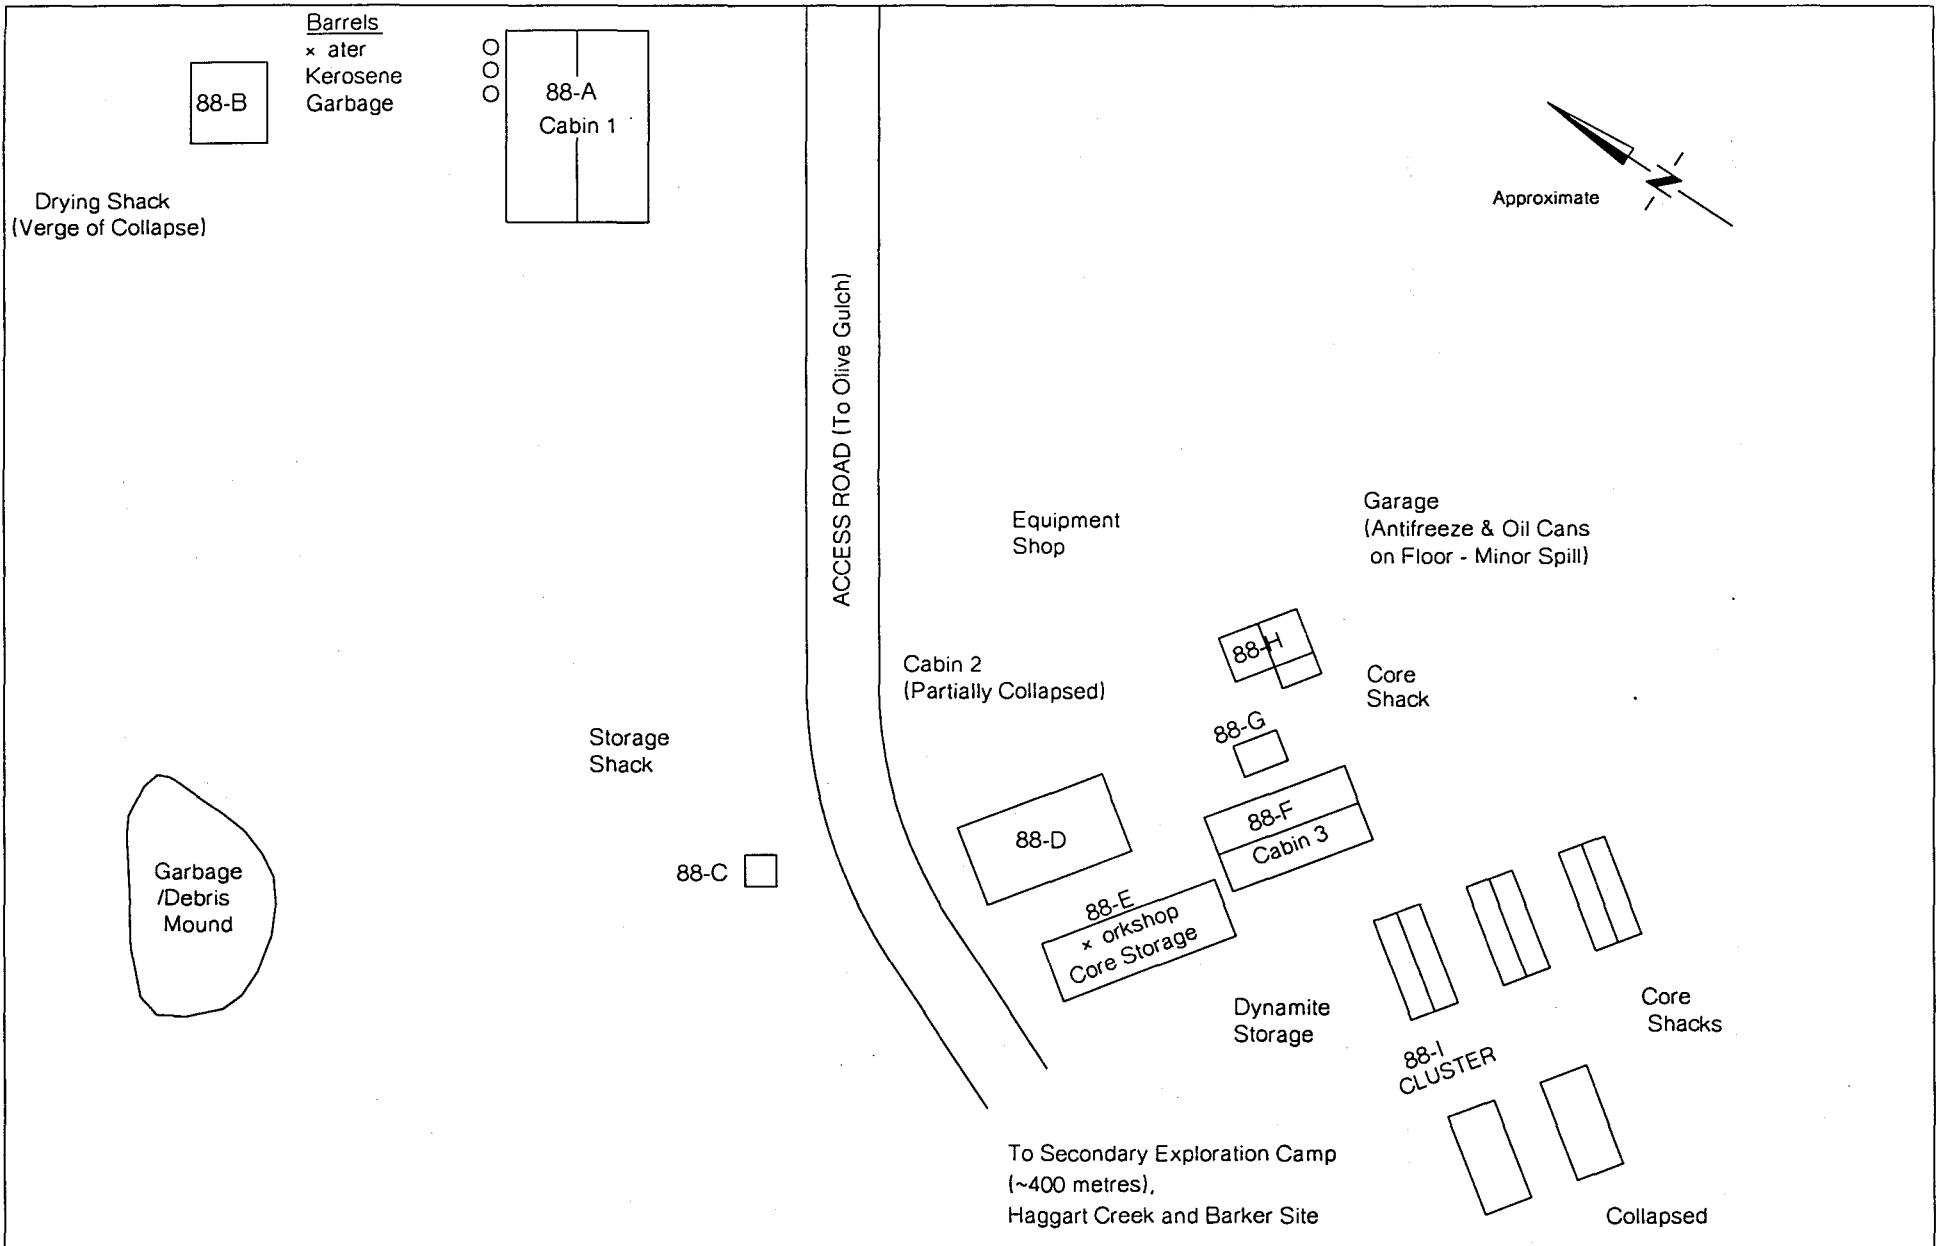 Barrels
× ater
Kerosene
Garbage
88-B
88-A
Cabin 1
Drying Shack
(Verge of Collapse)
Approximate
N
ACCESS ROAD (To Olive Gulch)
Equipment
Shop
Garage
(Antifreeze & Oil Cans
on Floor - Minor Spill)
Cabin 2
(Partially Collapsed)
88-H
Core
Shack
88-G
Storage
Shack
88-D
88-F
Cabin 3
88-C
Garbage
/Debris
Mound
88-E
× orkshop
Core Storage
Dynamite
Storage
Core
Shacks
88-I
CLUSTER
To Secondary Exploration Camp
(~400 metres),
Haggart Creek and Barker Site
Collapsed